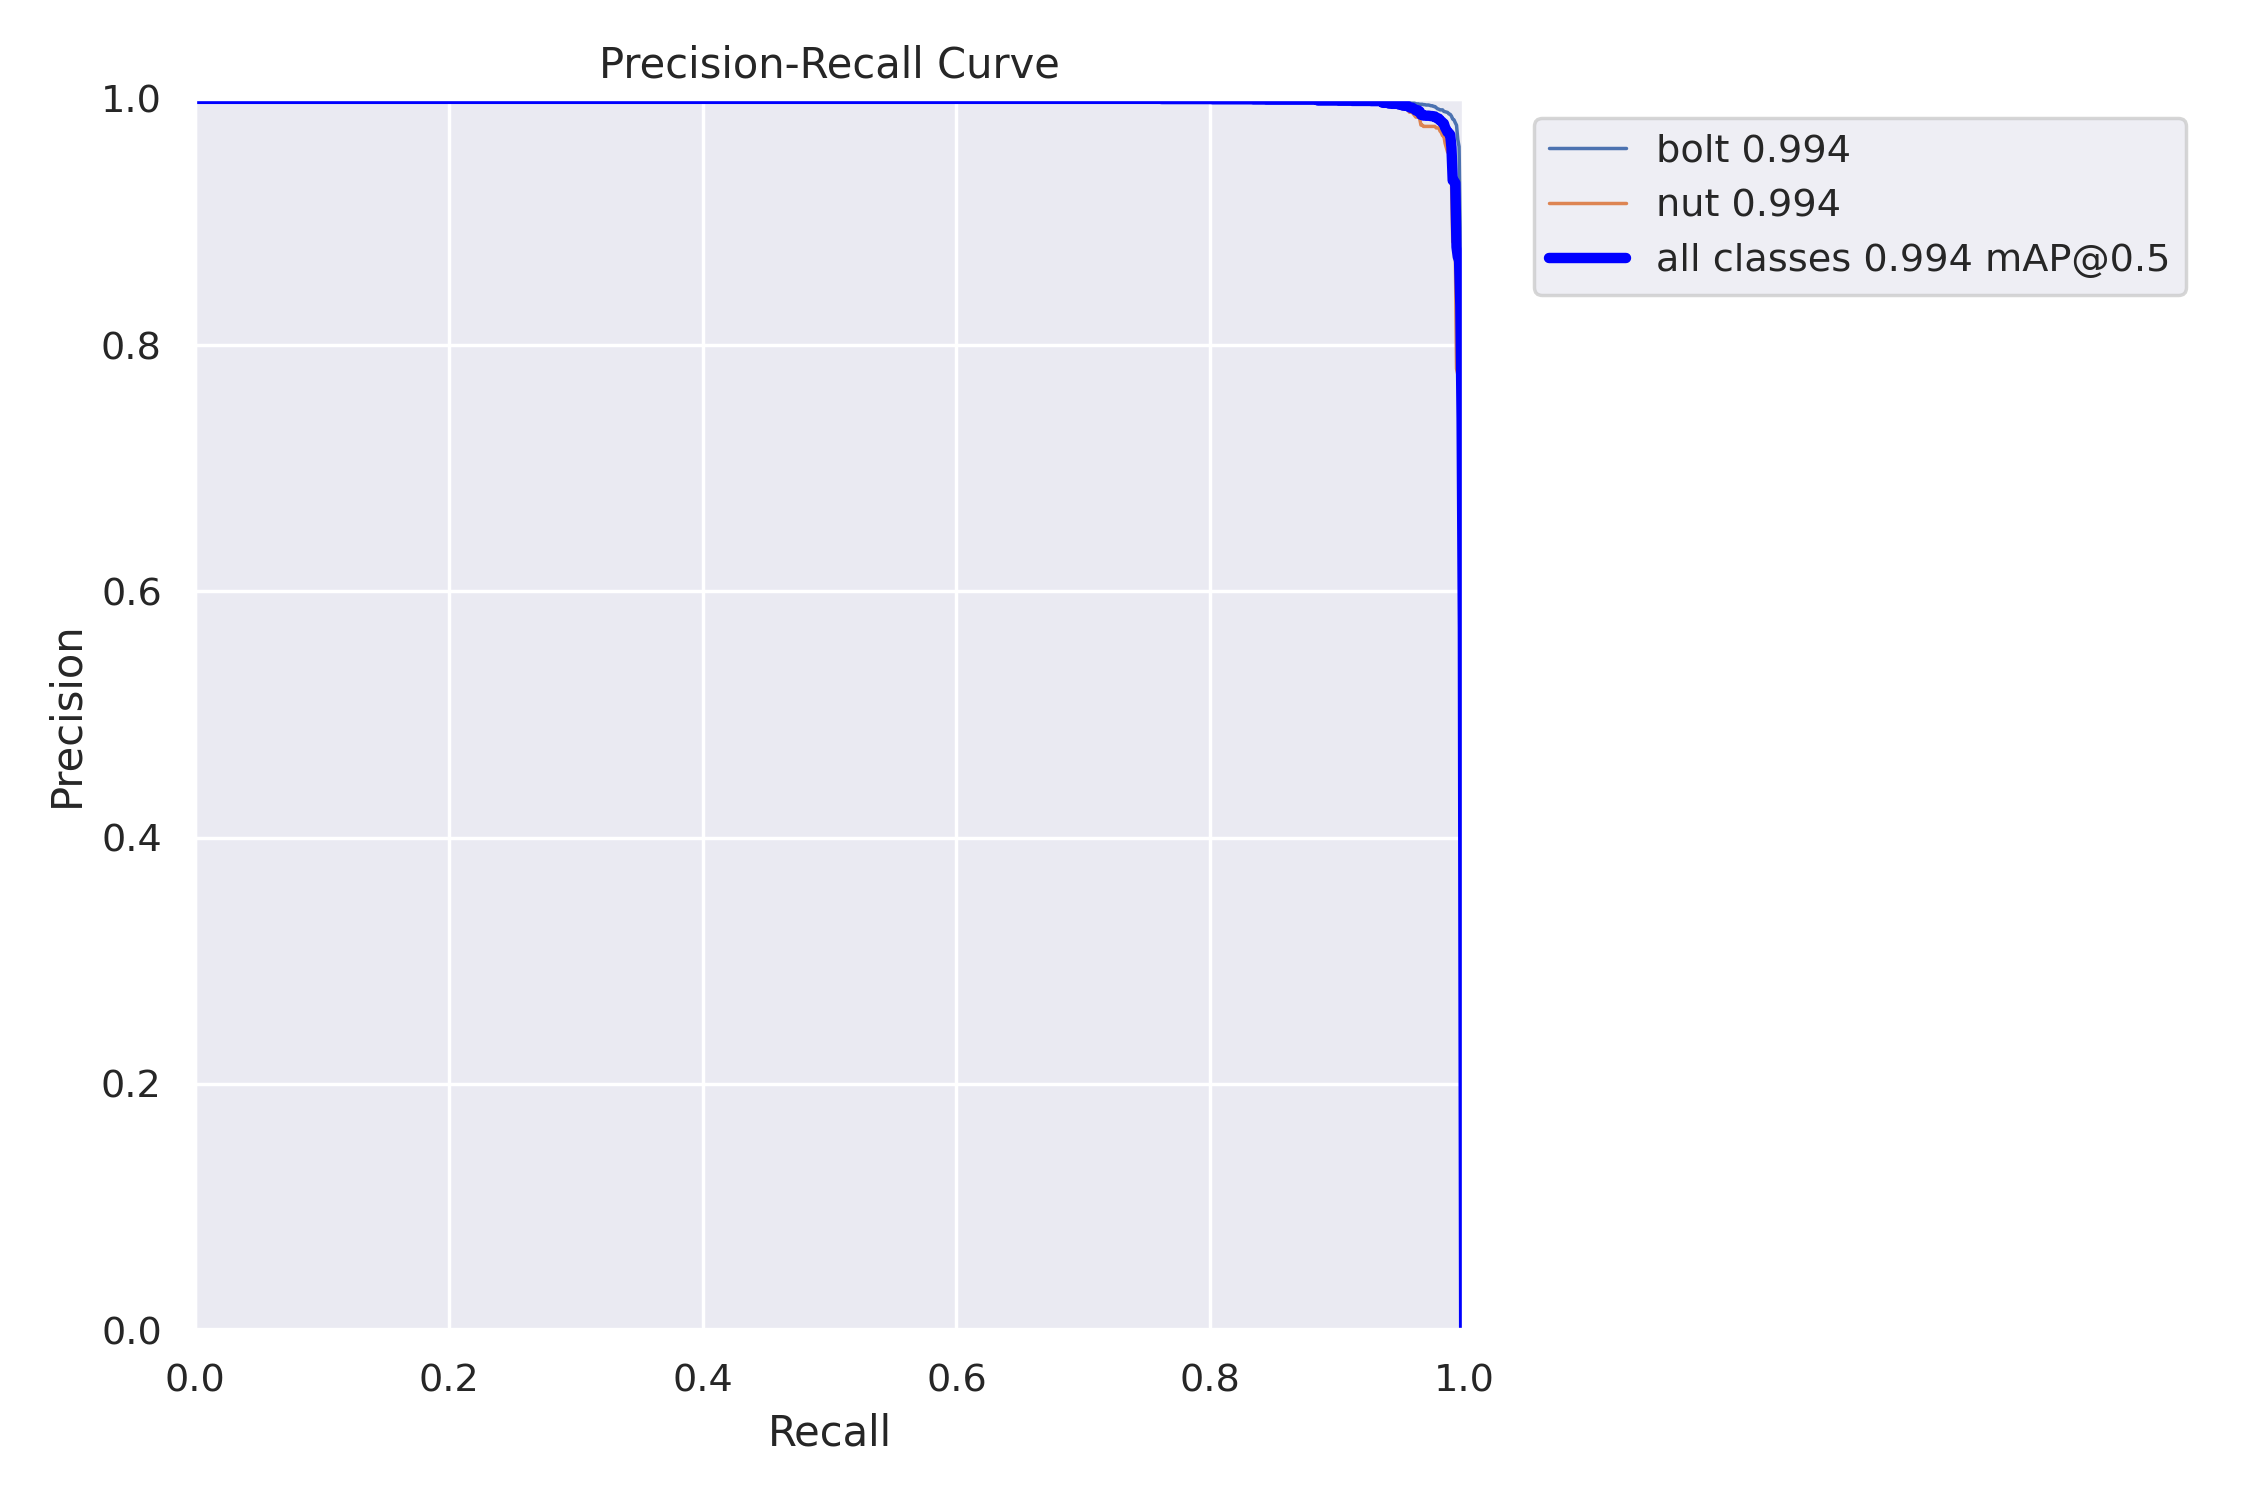 Precision-Recall Curve
1.0
0.8
0.6
0.4
0.2
0.0
Precision
0.0 0.2 0.4 0.6 0.8 1.0
Recall
bolt 0.994
nut 0.994
all classes 0.994 mAP@0.5